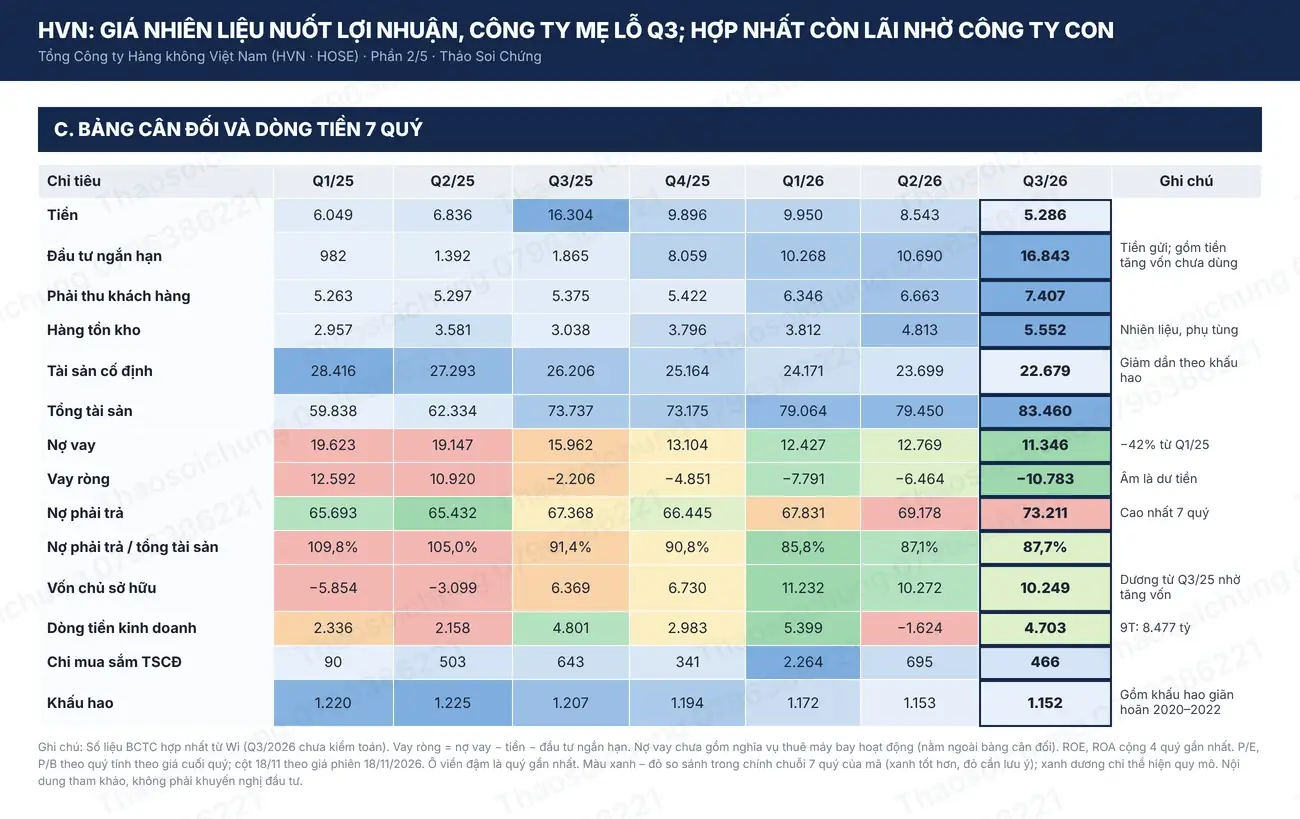 HVN: GIÁ NHIÊN LIỆU NUỐT LỢI NHUẬN, CÔNG TY MẸ LỖ Q3; HỢP NHẤT CÒN LÃI NHỜ CÔNG TY CON
Tổng Công ty Hàng không Việt Nam (HVN · HOSE) · Phần 2/5 · Thảo Soi Chứng
C. BẢNG CÂN ĐỐI VÀ DÒNG TIỀN 7 QUÝ
Chỉ tiêu Q1/25 Q2/25 Q3/25 Q4/25 Q1/26 Q2/26 Q3/26 Ghi chú
Tiền 6.049 6.836 16.304 9.896 9.950 8.543 5.286
Đầu tư ngắn hạn 982 1.392 1.865 8.059 10.268 10.690 16.843 Tiền gửi; gồm tiền
tăng vốn chưa dùng
Phải thu khách hàng 5.263 5.297 5.375 5.422 6.346 6.663 7.407
Hàng tồn kho 2.957 3.581 3.038 3.796 3.812 4.813 5.552 Nhiên liệu, phụ tùng
Tài sản cố định 28.416 27.293 26.206 25.164 24.171 23.699 22.679 Giảm dần theo khấu
hao
Tổng tài sản 59.838 62.334 73.737 73.175 79.064 79.450 83.460
Nợ vay 19.623 19.147 15.962 13.104 12.427 12.769 11.346 −42% từ Q1/25
Vay ròng 12.592 10.920 −2.206 −4.851 −7.791 −6.464 −10.783 Âm là dư tiền
Nợ phải trả 65.693 65.432 67.368 66.445 67.831 69.178 73.211 Cao nhất 7 quý
Nợ phải trả / tổng tài sản 109,8% 105,0% 91,4% 90,8% 85,8% 87,1% 87,7%
Vốn chủ sở hữu −5.854 −3.099 6.369 6.730 11.232 10.272 10.249 Dương từ Q3/25 nhờ
tăng vốn
Dòng tiền kinh doanh 2.336 2.158 4.801 2.983 5.399 −1.624 4.703 9T: 8.477 tỷ
Chi mua sắm TSCĐ 90 503 643 341 2.264 695 466
Khấu hao 1.220 1.225 1.207 1.194 1.172 1.153 1.152 Gồm khấu hao giãn
hoãn 2020–2022
Ghi chú: Số liệu BCTC hợp nhất từ Wi (Q3/2026 chưa kiểm toán). Vay ròng = nợ vay − tiền − đầu tư ngắn hạn. Nợ vay chưa gồm nghĩa vụ thuê máy bay hoạt động (nằm ngoài bảng cân đối). ROE, ROA cộng 4 quý gần nhất. P/E,
P/B theo quý tính theo giá cuối quý; cột 18/11 theo giá phiên 18/11/2026. Ô viền đậm là quý gần nhất. Màu xanh – đỏ so sánh trong chính chuỗi 7 quý của mã (xanh tốt hơn, đỏ cần lưu ý); xanh dương chỉ thể hiện quy mô. Nội
dung tham khảo, không phải khuyến nghị đầu tư.
Thaosoichung 0796386221